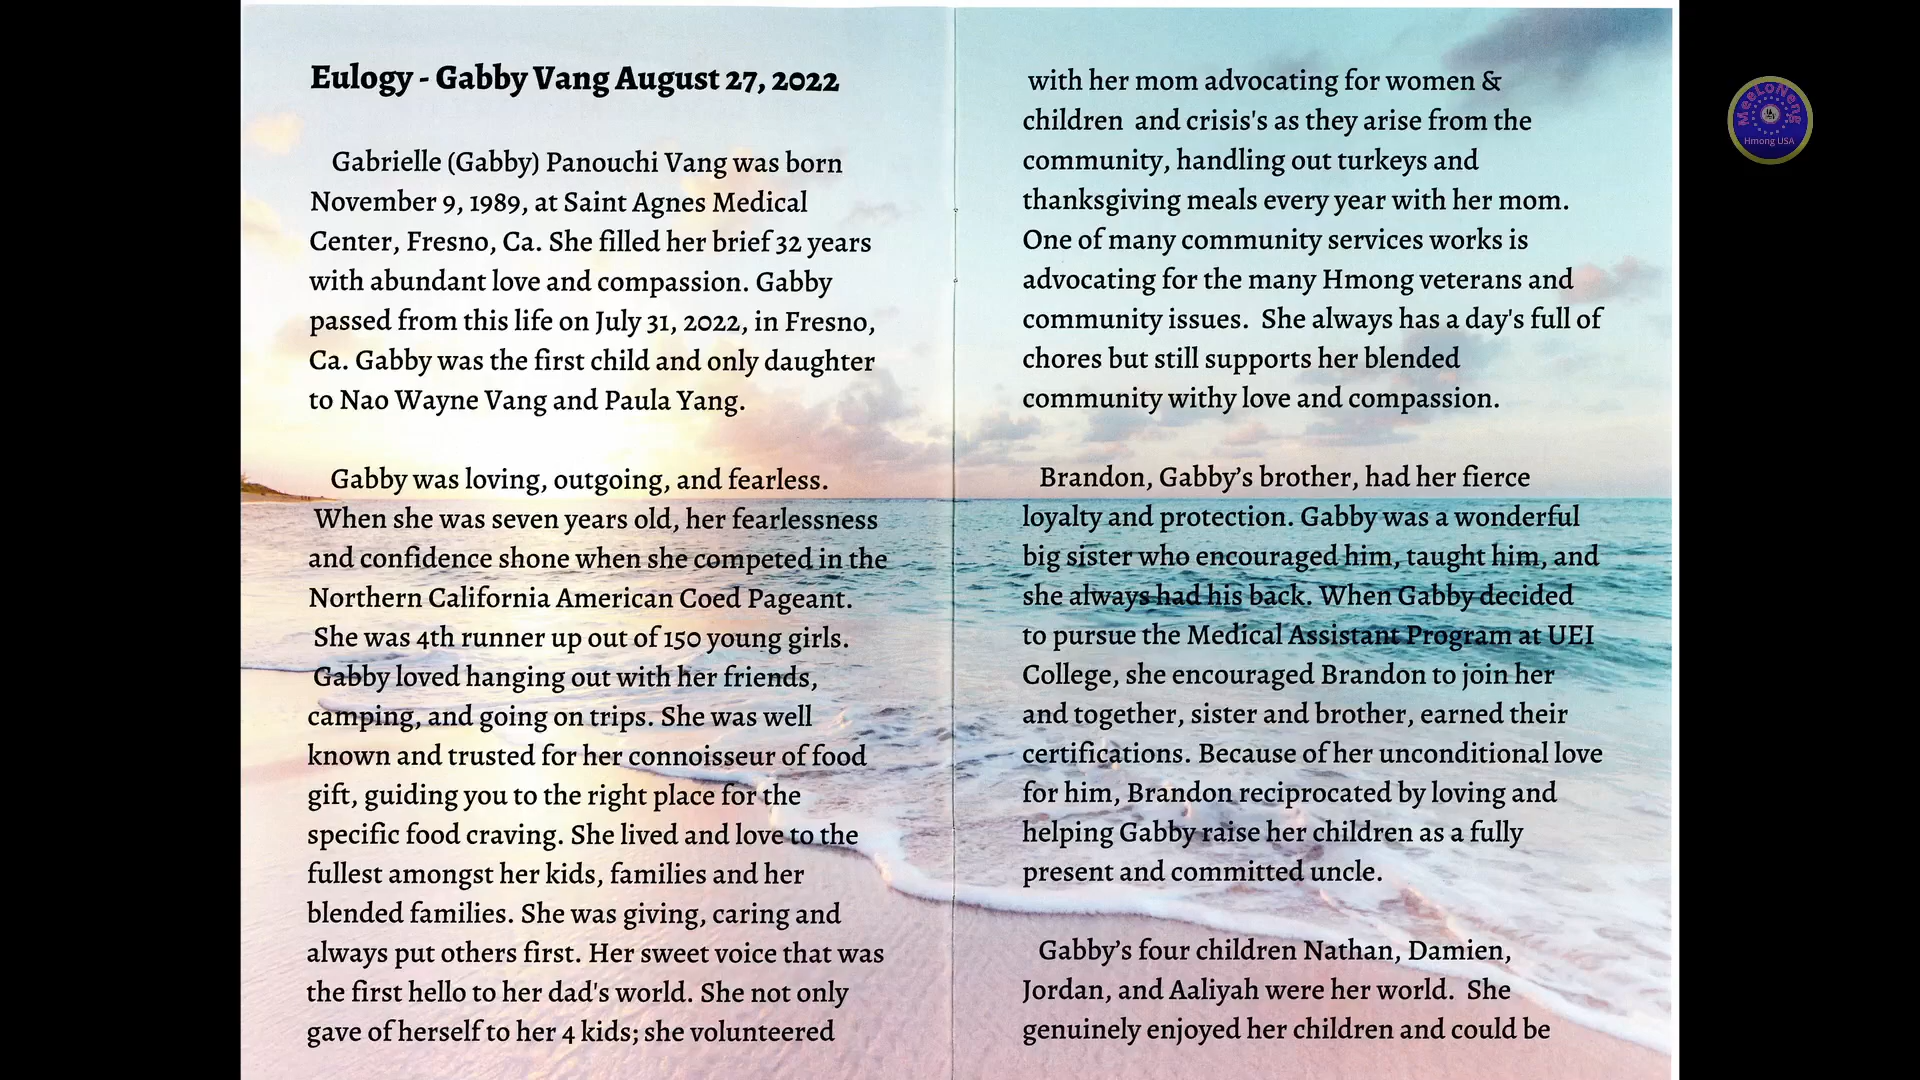 Eulogy - Gabby Vang August 27, 2022
Gabrielle (Gabby) Panouchi Vang was born
November 9, 1989, at Saint Agnes Medical
Center, Fresno, Ca. She filled her brief 32 years
with abundant love and compassion. Gabby
passed from this life on July 31, 2022, in Fresno,
Ca. Gabby was the first child and only daughter
to Nao Wayne Vang and Paula Yang.
Gabby was loving, outgoing, and fearless.
When she was seven years old, her fearlessness
and confidence shone when she competed in the
Northern California American Coed Pageant.
She was 4th runner up out of 150 young girls.
Gabby loved hanging out with her friends,
camping, and going on trips. She was well
known and trusted for her connoisseur of food
gift, guiding you to the right place for the
specific food craving. She lived and love to the
fullest amongst her kids, families and her
blended families. She was giving, caring and
always put others first. Her sweet voice that was
the first hello to her dad's world. She not only
gave of herself to her 4 kids; she volunteered
with her mom advocating for women &
children and crisis's as they arise from the
community, handling out turkeys and
thanksgiving meals every year with her mom.
One of many community services works is
advocating for the many Hmong veterans and
community issues. She always has a day's full of
chores but still supports her blended
community withy love and compassion.
Brandon, Gabby’s brother, had her fierce
loyalty and protection. Gabby was a wonderful
big sister who encouraged him, taught him, and
she always had his back. When Gabby decided
to pursue the Medical Assistant Program at UEI
College, she encouraged Brandon to join her
and together, sister and brother, earned their
certifications. Because of her unconditional love
for him, Brandon reciprocated by loving and
helping Gabby raise her children as a fully
present and committed uncle.
Gabby’s four children Nathan, Damien,
Jordan, and Aaliyah were her world. She
genuinely enjoyed her children and could be
MeeLoNeng
Hmong USA